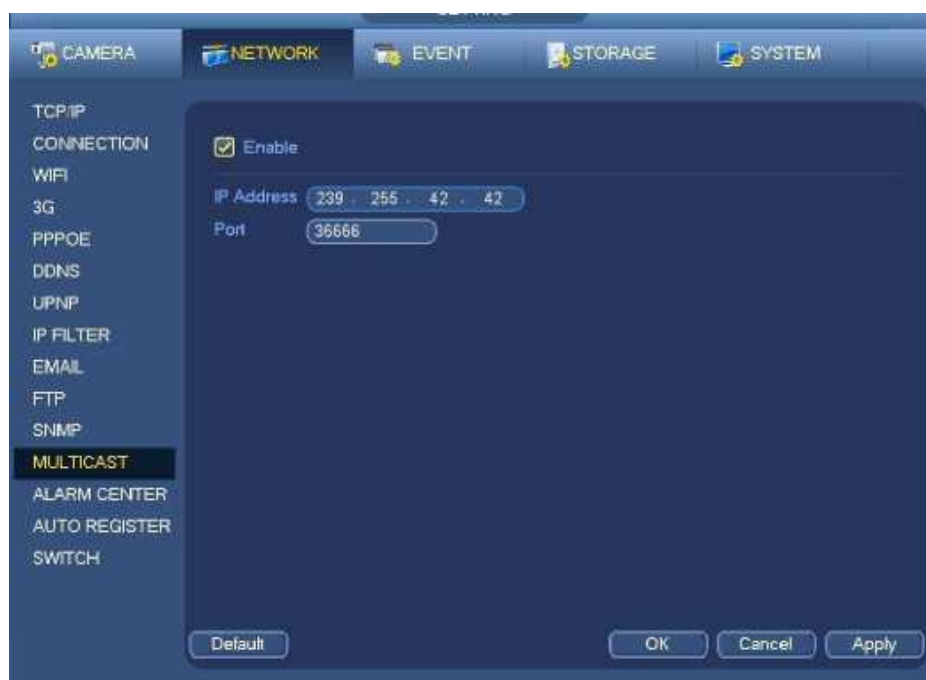 CAMERA NETWORK EVENT STORAGE SYSTEM
TCP/IP
CONNECTION
WIFI
3G
PPPOE
DDNS
UPNP
IP FILTER
EMAIL
FTP
SNMP
MULTICAST
ALARM CENTER
AUTO REGISTER
SWITCH
Enable
IP Address 239 . 255 . 42 . 42
Port 36666
Default OK Cancel Apply